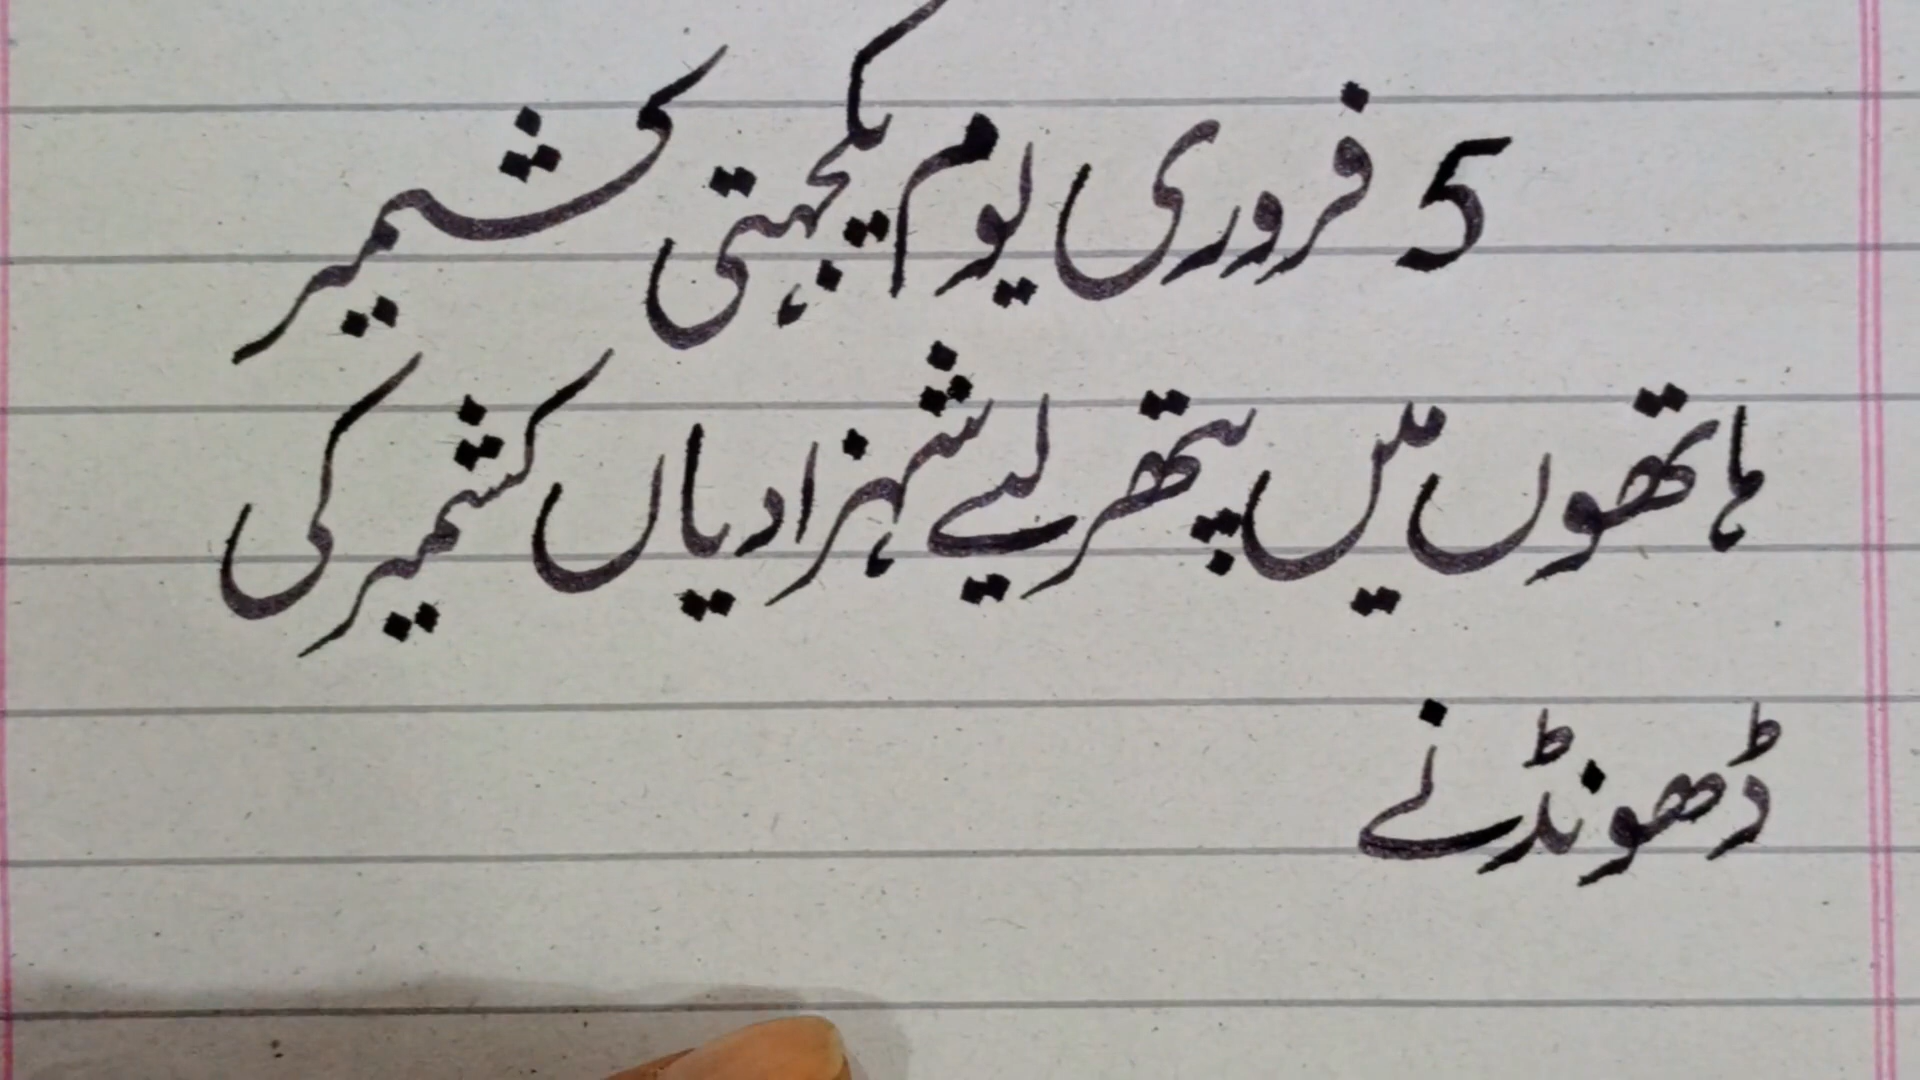 5 فروری یوم یکجہتی کشمیر
ہاتھوں میں پتھر لیے شہزادیاں کشمیر کی
ڈھونڈنے